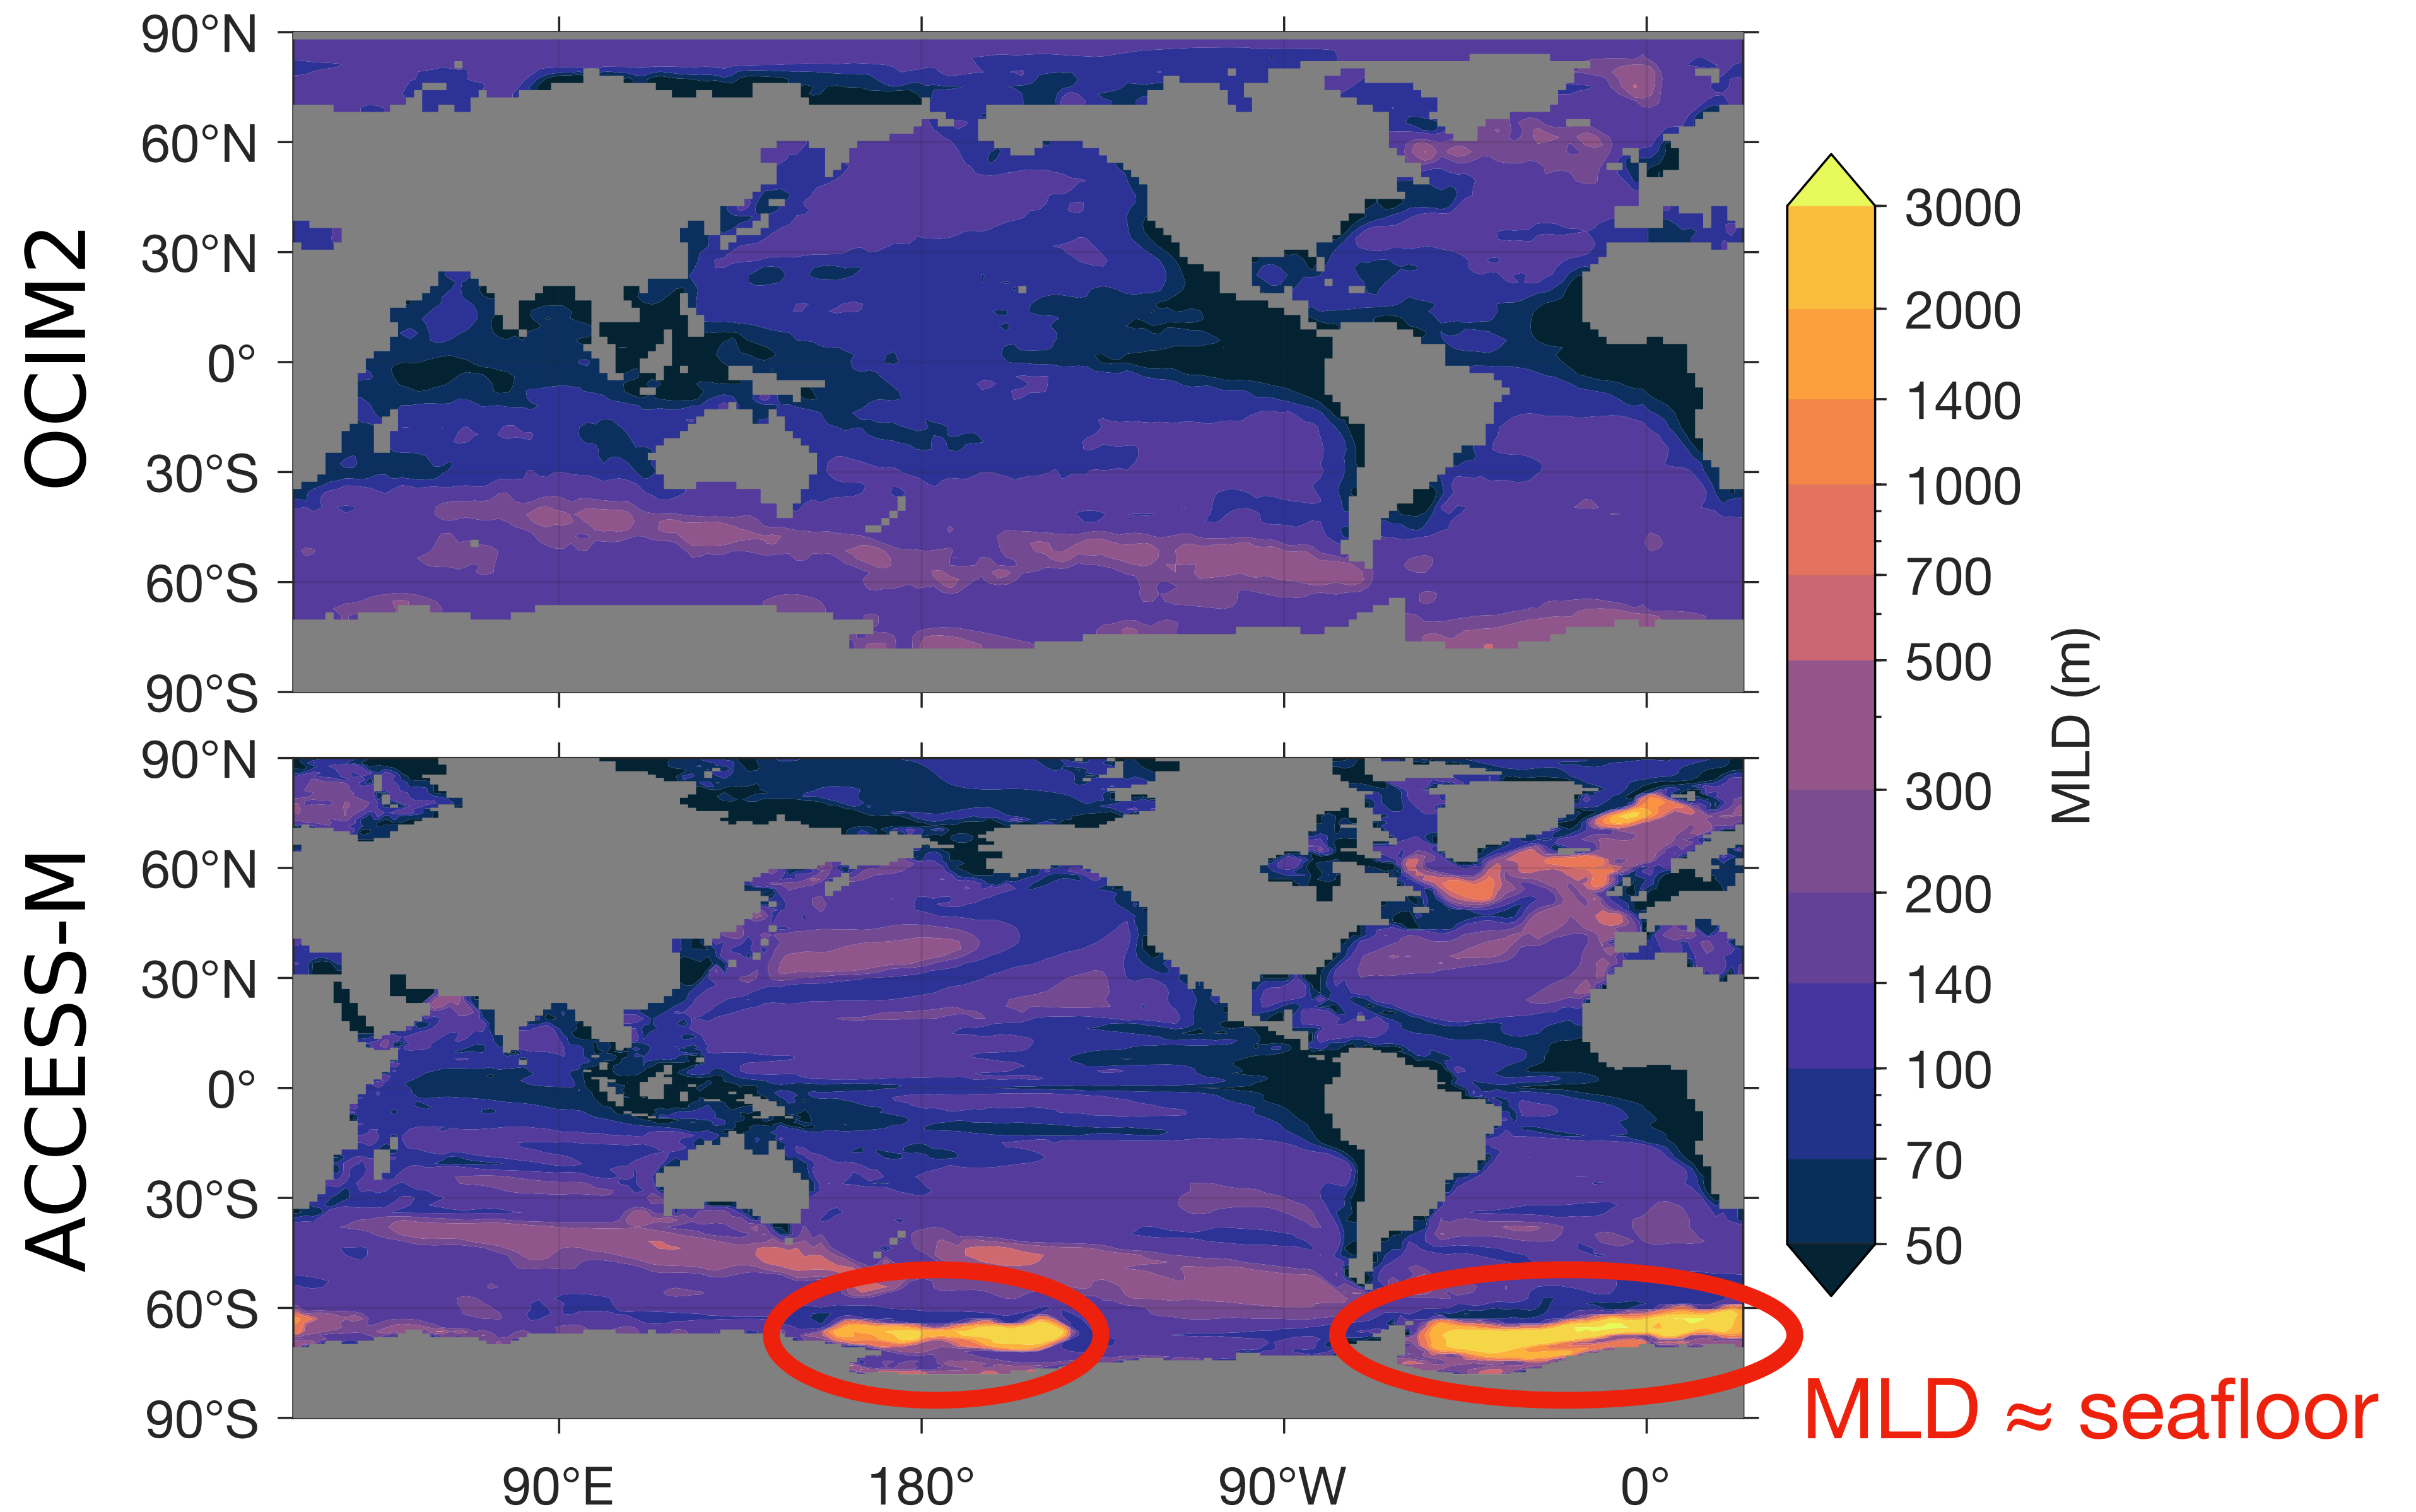 OCIM2
90°N
60°N
30°N
0°
30°S
60°S
90°S
ACCESS-M
90°N
60°N
30°N
0°
30°S
60°S
90°S
90°E
180°
90°W
0°
3000
2000
1400
1000
700
500
300
200
140
100
70
50
MLD (m)
MLD ≈ seafloor